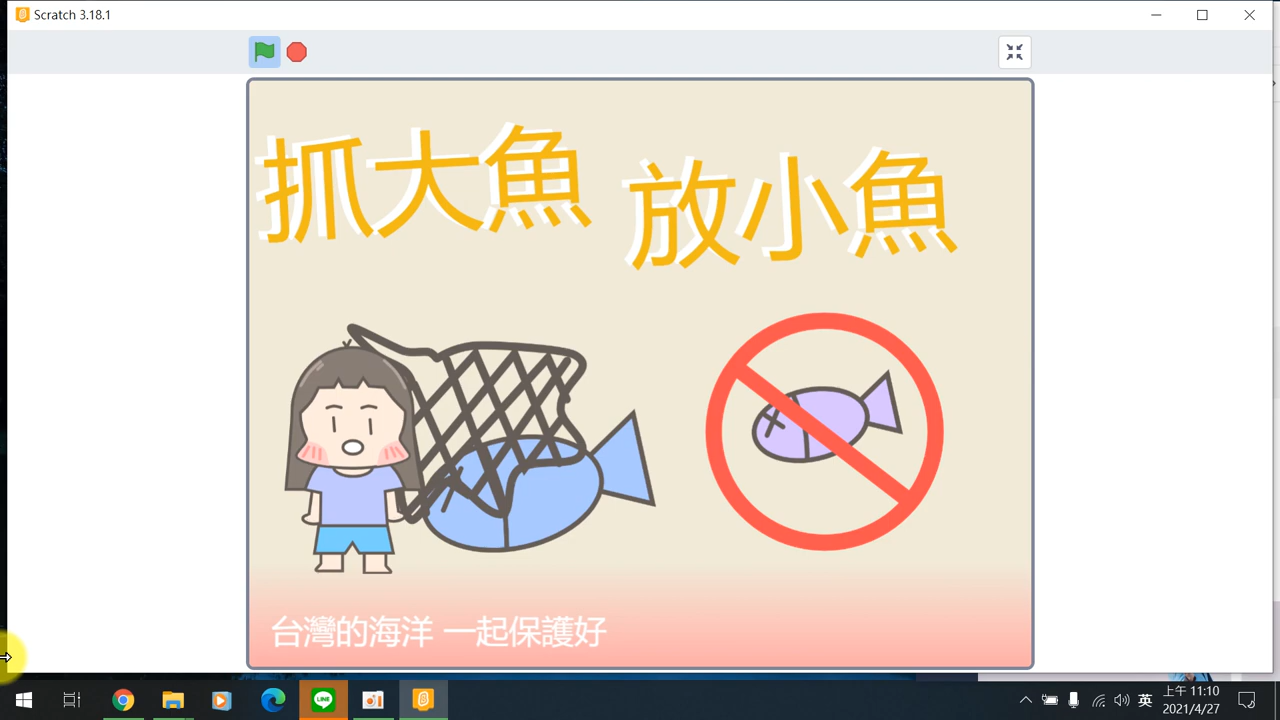 Scratch 3.18.1
抓大魚 放小魚
台灣的海洋 一起保護好
LINE
英
上午 11:10
2021/4/27